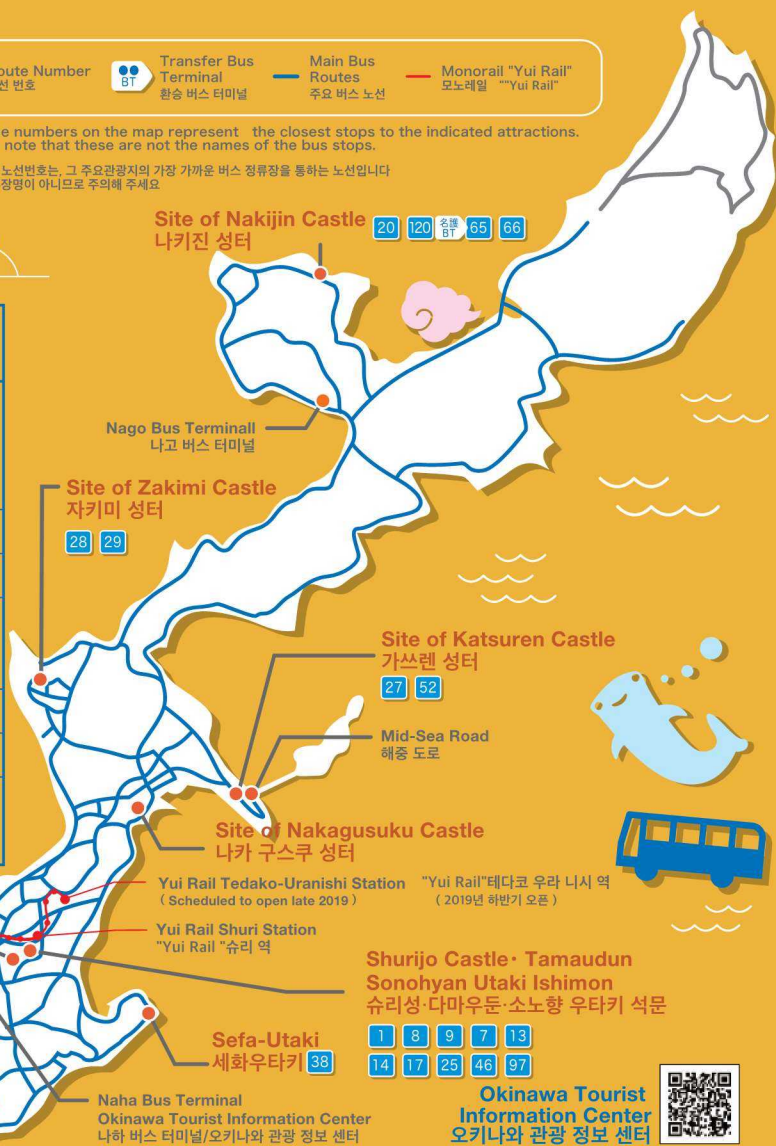 oute Number
선 번호
BT
Transfer Bus
Terminal
환승 버스 터미널
Main Bus
Routes
주요 버스 노선
Monorail "Yui Rail"
모노레일 ""Yui Rail"
e numbers on the map represent the closest stops to the indicated attractions.
note that these are not the names of the bus stops.
노선번호는, 그 주요관광지의 가장 가까운 버스 정류장을 통하는 노선입니다
장명이 아니므로 주의해 주세요
Site of Nakijin Castle
나키진 성터
20 120 名護 BT 65 66
Nago Bus Terminall
나고 버스 터미널
Site of Zakimi Castle
자키미 성터
28 29
Site of Katsuren Castle
가쓰렌 성터
27 52
Mid-Sea Road
해중 도로
Site of Nakagusuku Castle
나카 구스쿠 성터
Yui Rail Tedako-Uranishi Station "Yui Rail"테다코 우라 니시 역
(Scheduled to open late 2019) (2019년 하반기 오픈)
Yui Rail Shuri Station
"Yui Rail "슈리 역
Shurijo Castle・Tamaudun
Sonohyan Utaki Ishimon
슈리성·다마우둔·소노향 우타키 석문
1 8 9 7 13
14 17 25 46 97
Sefa-Utaki
세화우타키 38
Naha Bus Terminal
Okinawa Tourist Information Center
나하 버스 터미널/오키나와 관광 정보 센터
Okinawa Tourist
Information Center
오키나와 관광 정보 센터